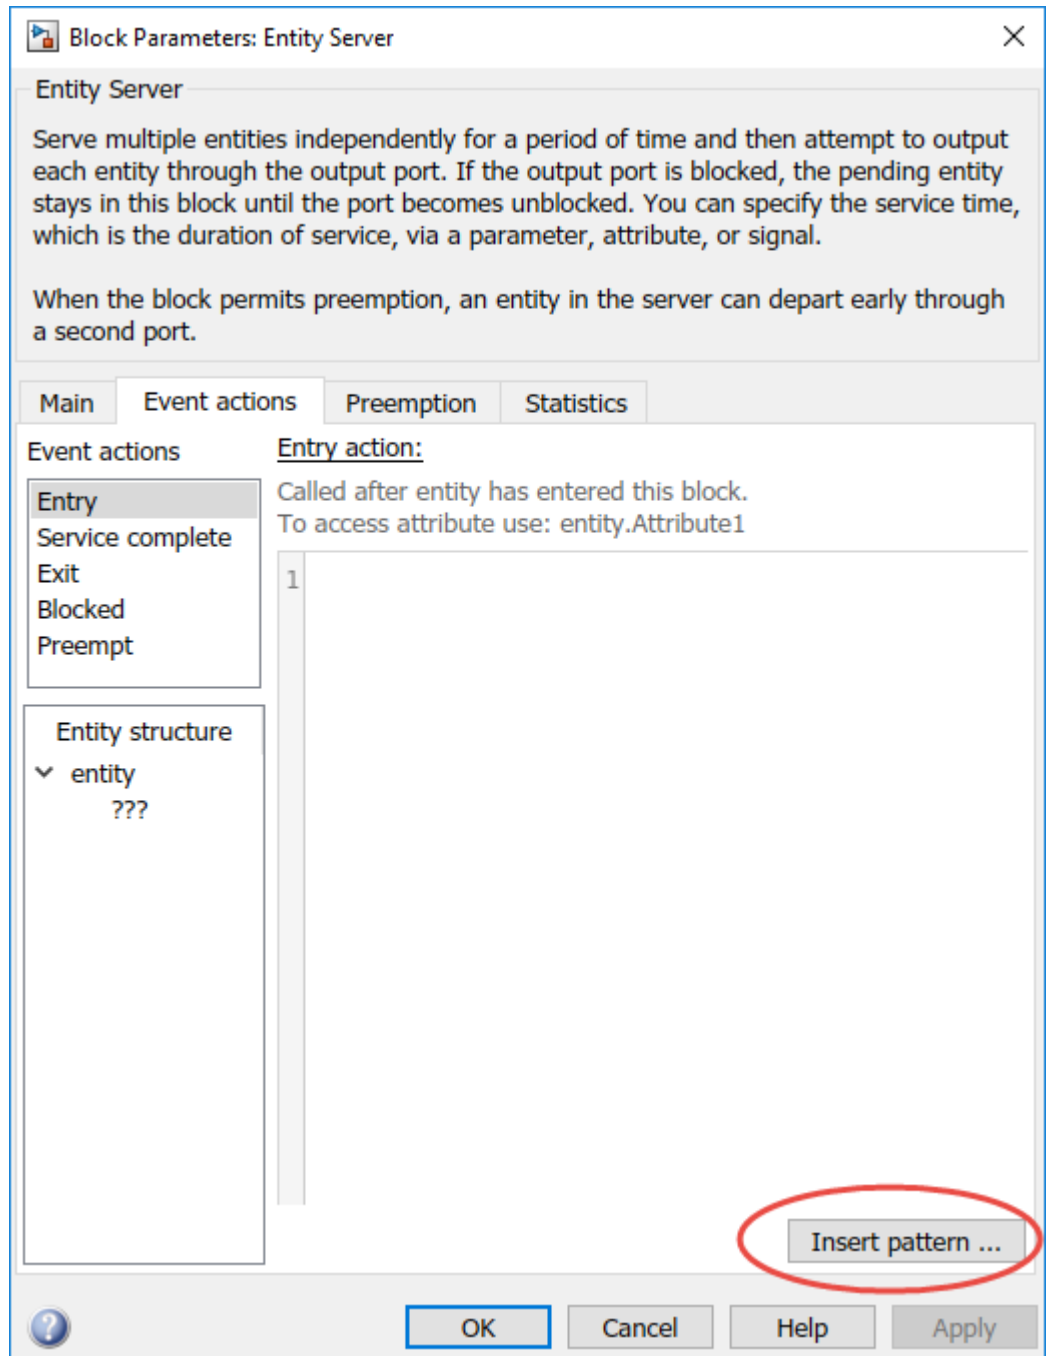 Block Parameters: Entity Server
Entity Server
Serve multiple entities independently for a period of time and then attempt to output
each entity through the output port. If the output port is blocked, the pending entity
stays in this block until the port becomes unblocked. You can specify the service time,
which is the duration of service, via a parameter, attribute, or signal.
When the block permits preemption, an entity in the server can depart early through
a second port.
Main Event actions Preemption Statistics
Event actions
Entry
Service complete
Exit
Blocked
Preempt
Entity structure
entity
???
Entry action:
Called after entity has entered this block.
To access attribute use: entity.Attribute1
1
Insert pattern ...
? OK Cancel Help Apply